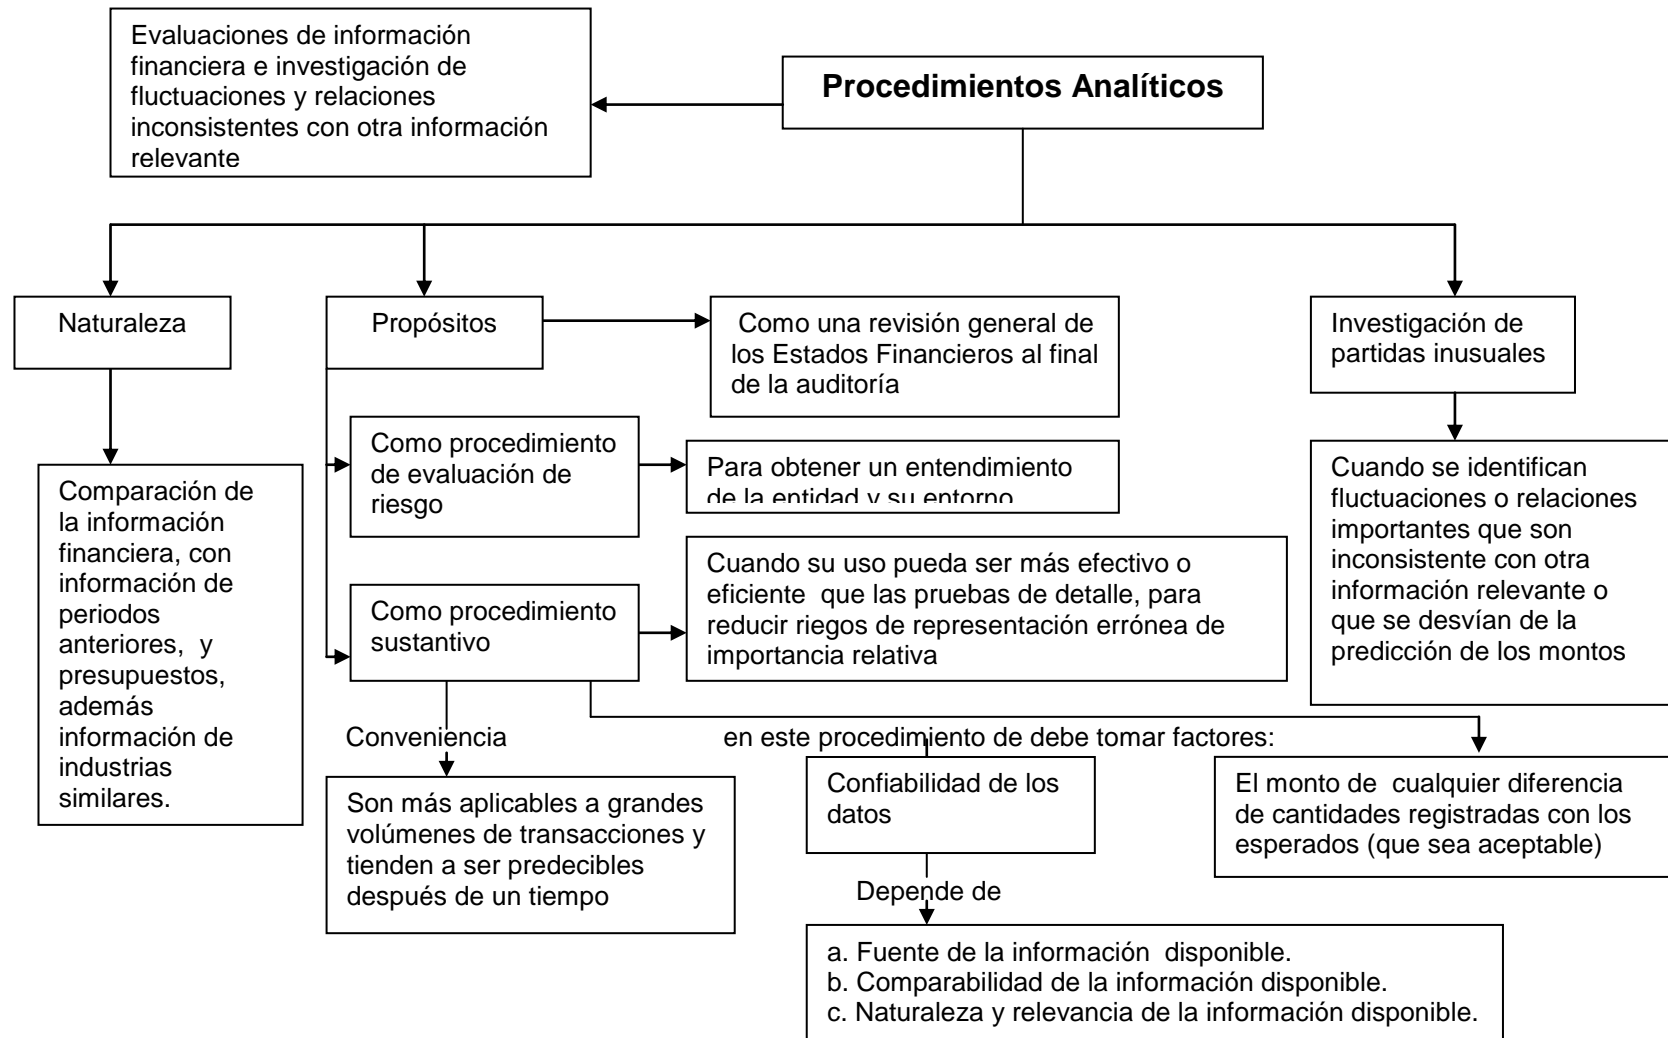 Evaluaciones de información
financiera e investigación de
fluctuaciones y relaciones
inconsistentes con otra información
relevante
Procedimientos Analíticos
Naturaleza
Propósitos
Como una revisión general de
los Estados Financieros al final
de la auditoría
Investigación de
partidas inusuales
Comparación de
la información
financiera, con
información de
periodos
anteriores, y
presupuestos,
además
información de
industrias
similares.
Como procedimiento
de evaluación de
riesgo
Para obtener un entendimiento
de la entidad y su entorno
Cuando se identifican
fluctuaciones o relaciones
importantes que son
inconsistente con otra
información relevante o
que se desvían de la
predicción de los montos
Como procedimiento
sustantivo
Cuando su uso pueda ser más efectivo o
eficiente que las pruebas de detalle, para
reducir riegos de representación errónea de
importancia relativa
Conveniencia
en este procedimiento de debe tomar factores:
Son más aplicables a grandes
volúmenes de transacciones y
tienden a ser predecibles
después de un tiempo
Confiabilidad de los
datos
El monto de cualquier diferencia
de cantidades registradas con los
esperados (que sea aceptable)
Depende de
a. Fuente de la información disponible.
b. Comparabilidad de la información disponible.
c. Naturaleza y relevancia de la información disponible.